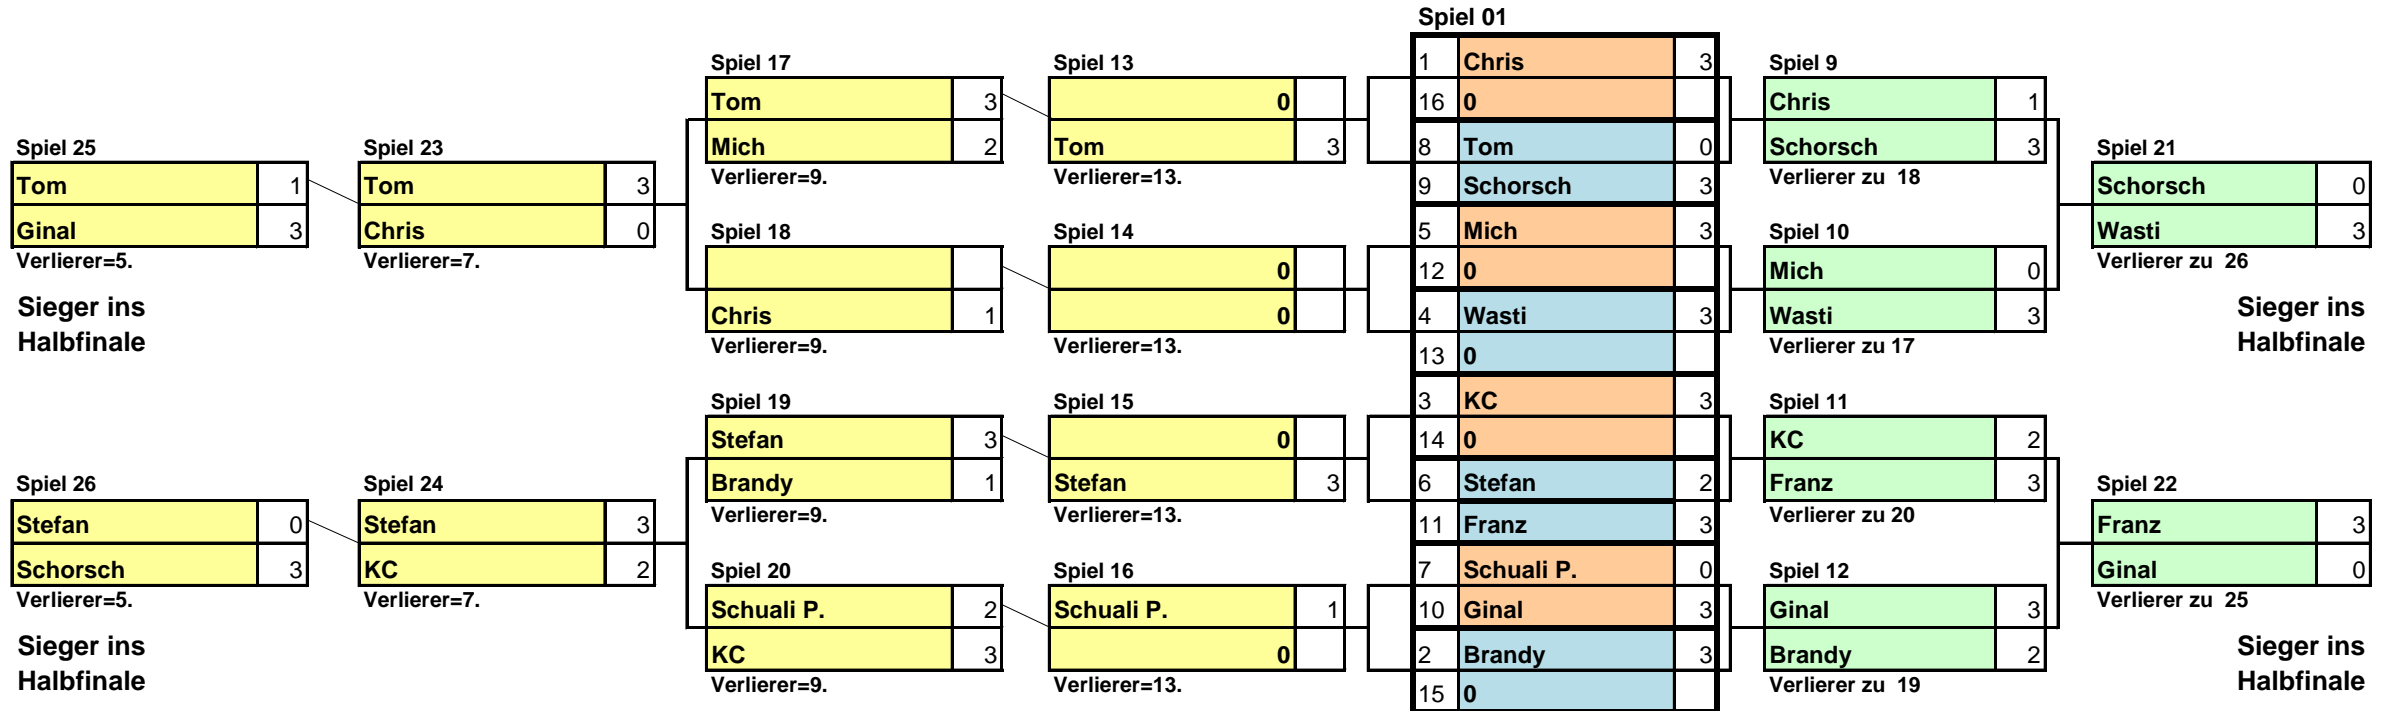 Spiel 01
1 Chris 3
16 0
8 Tom 0
9 Schorsch 3
5 Mich 3
12 0
4 Wasti 3
13 0
3 KC 3
14 0
6 Stefan 2
11 Franz 3
7 Schuali P. 0
10 Ginal 3
2 Brandy 3
15 0
Spiel 25
Tom 1
Ginal 3
Verlierer=5.
Sieger ins
Halbfinale
Spiel 26
Stefan 0
Schorsch 3
Verlierer=5.
Sieger ins
Halbfinale
Spiel 23
Tom 3
Chris 0
Verlierer=7.
Spiel 24
Stefan 3
KC 2
Verlierer=7.
Spiel 17
Tom 3
Mich 2
Verlierer=9.
Spiel 18
Chris 1
Verlierer=9.
Spiel 19
Stefan 3
Brandy 1
Verlierer=9.
Spiel 20
Schuali P. 2
KC 3
Verlierer=9.
Spiel 13
0
Tom 3
Verlierer=13.
Spiel 14
0
0
Verlierer=13.
Spiel 15
0
Stefan 3
Verlierer=13.
Spiel 16
Schuali P. 1
0
Verlierer=13.
Spiel 9
Chris 1
Schorsch 3
Verlierer zu 18
Spiel 10
Mich 0
Wasti 3
Verlierer zu 17
Spiel 11
KC 2
Franz 3
Verlierer zu 20
Spiel 12
Ginal 3
Brandy 2
Verlierer zu 19
Spiel 21
Schorsch 0
Wasti 3
Verlierer zu 26
Sieger ins
Halbfinale
Spiel 22
Franz 3
Ginal 0
Verlierer zu 25
Sieger ins
Halbfinale